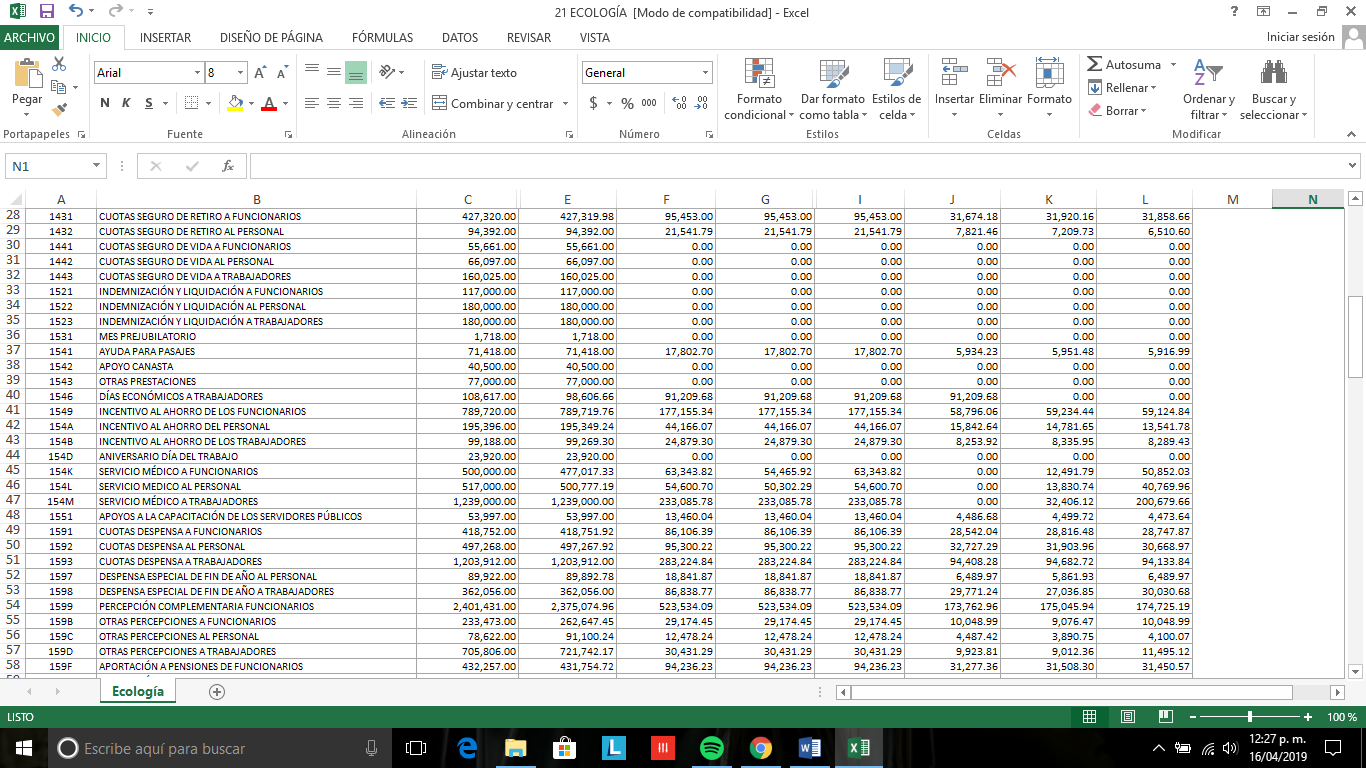 21 ECOLOGÍA [Modo de compatibilidad] - Excel
ARCHIVO INICIO INSERTAR DISEÑO DE PÁGINA FÓRMULAS DATOS REVISAR VISTA Iniciar sesión
Pegar
Portapapeles
Arial 8
N K S
Fuente
Ajustar texto
Combinar y centrar
Alineación
General
$ % 000
Número
Formato condicional
Dar formato como tabla
Estilos de celda
Estilos
Insertar Eliminar Formato
Celdas
Autosuma
Rellenar
Borrar
Ordenar y filtrar
Buscar y seleccionar
Modificar
N1
A B C E F G I J K L M N
28 1431 CUOTAS SEGURO DE RETIRO A FUNCIONARIOS 427,320.00 427,319.98 95,453.00 95,453.00 95,453.00 31,674.18 31,920.16 31,858.66
29 1432 CUOTAS SEGURO DE RETIRO AL PERSONAL 94,392.00 94,392.00 21,541.79 21,541.79 21,541.79 7,821.46 7,209.73 6,510.60
30 1441 CUOTAS SEGURO DE VIDA A FUNCIONARIOS 55,661.00 55,661.00 0.00 0.00 0.00 0.00 0.00 0.00
31 1442 CUOTAS SEGURO DE VIDA AL PERSONAL 66,097.00 66,097.00 0.00 0.00 0.00 0.00 0.00 0.00
32 1443 CUOTAS SEGURO DE VIDA A TRABAJADORES 160,025.00 160,025.00 0.00 0.00 0.00 0.00 0.00 0.00
33 1521 INDEMNIZACIÓN Y LIQUIDACIÓN A FUNCIONARIOS 117,000.00 117,000.00 0.00 0.00 0.00 0.00 0.00 0.00
34 1522 INDEMNIZACIÓN Y LIQUIDACIÓN AL PERSONAL 180,000.00 180,000.00 0.00 0.00 0.00 0.00 0.00 0.00
35 1523 INDEMNIZACIÓN Y LIQUIDACIÓN A TRABAJADORES 180,000.00 180,000.00 0.00 0.00 0.00 0.00 0.00 0.00
36 1531 MES PREJUBILATORIO 1,718.00 1,718.00 0.00 0.00 0.00 0.00 0.00 0.00
37 1541 AYUDA PARA PASAJES 71,418.00 71,418.00 17,802.70 17,802.70 17,802.70 5,934.23 5,951.48 5,916.99
38 1542 APOYO CANASTA 40,500.00 40,500.00 0.00 0.00 0.00 0.00 0.00 0.00
39 1543 OTRAS PRESTACIONES 77,000.00 77,000.00 0.00 0.00 0.00 0.00 0.00 0.00
40 1546 DÍAS ECONÓMICOS A TRABAJADORES 108,617.00 98,606.66 91,209.68 91,209.68 91,209.68 91,209.68 0.00 0.00
41 1549 INCENTIVO AL AHORRO DE LOS FUNCIONARIOS 789,720.00 789,719.76 177,155.34 177,155.34 177,155.34 58,796.06 59,234.44 59,124.84
42 154A INCENTIVO AL AHORRO DEL PERSONAL 195,396.00 195,349.24 44,166.07 44,166.07 44,166.07 15,842.64 14,781.65 13,541.78
43 154B INCENTIVO AL AHORRO DE LOS TRABAJADORES 99,188.00 99,269.30 24,879.30 24,879.30 24,879.30 8,253.92 8,335.95 8,289.43
44 154D ANIVERSARIO DÍA DEL TRABAJO 23,920.00 23,920.00 0.00 0.00 0.00 0.00 0.00 0.00
45 154K SERVICIO MÉDICO A FUNCIONARIOS 500,000.00 477,017.33 63,343.82 54,465.92 63,343.82 0.00 12,491.79 50,852.03
46 154L SERVICIO MEDICO AL PERSONAL 517,000.00 500,777.19 54,600.70 50,302.29 54,600.70 0.00 13,830.74 40,769.96
47 154M SERVICIO MÉDICO A TRABAJADORES 1,239,000.00 1,239,000.00 233,085.78 233,085.78 233,085.78 0.00 32,406.12 200,679.66
48 1551 APOYOS A LA CAPACITACIÓN DE LOS SERVIDORES PÚBLICOS 53,997.00 53,997.00 13,460.04 13,460.04 13,460.04 4,486.68 4,499.72 4,473.64
49 1591 CUOTAS DESPENSA A FUNCIONARIOS 418,752.00 418,751.92 86,106.39 86,106.39 86,106.39 28,542.04 28,816.48 28,747.87
50 1592 CUOTAS DESPENSA AL PERSONAL 497,268.00 497,267.92 95,300.22 95,300.22 95,300.22 32,727.29 31,903.96 30,668.97
51 1593 CUOTAS DESPENSA A TRABAJADORES 1,203,912.00 1,203,912.00 283,224.84 283,224.84 283,224.84 94,408.28 94,682.72 94,133.84
52 1597 DESPENSA ESPECIAL DE FIN DE AÑO AL PERSONAL 89,922.00 89,892.78 18,841.87 18,841.87 18,841.87 6,489.97 5,861.93 6,489.97
53 1598 DESPENSA ESPECIAL DE FIN DE AÑO A TRABAJADORES 362,056.00 362,056.00 86,838.77 86,838.77 86,838.77 29,771.24 27,036.85 30,030.68
54 1599 PERCEPCIÓN COMPLEMENTARIA FUNCIONARIOS 2,401,431.00 2,375,074.96 523,534.09 523,534.09 523,534.09 173,762.96 175,045.94 174,725.19
55 159B OTRAS PERCEPCIONES A FUNCIONARIOS 233,473.00 262,647.45 29,174.45 29,174.45 29,174.45 10,048.99 9,076.47 10,048.99
56 159C OTRAS PERCEPCIONES AL PERSONAL 78,622.00 91,100.24 12,478.24 12,478.24 12,478.24 4,487.42 3,890.75 4,100.07
57 159D OTRAS PERCEPCIONES A TRABAJADORES 705,806.00 721,742.17 30,431.29 30,431.29 30,431.29 9,923.81 9,012.36 11,495.12
58 159F APORTACIÓN A PENSIONES DE FUNCIONARIOS 432,257.00 431,754.72 94,236.23 94,236.23 94,236.23 31,277.36 31,508.30 31,450.57
Ecología
LISTO 100 %
Escribe aquí para buscar
12:27 p. m.
16/04/2019